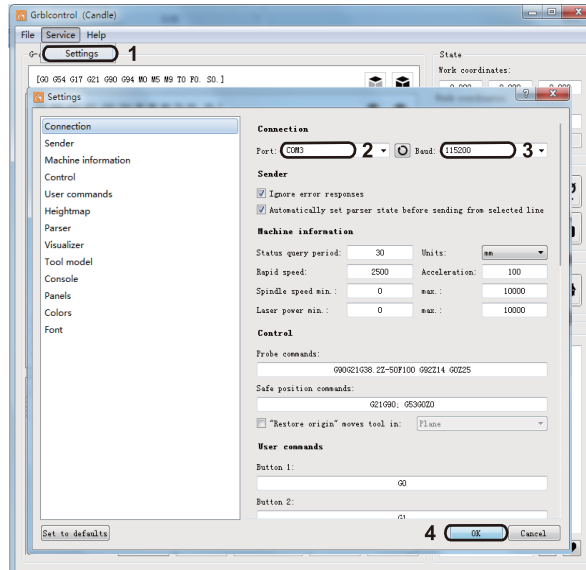 Grblcontrol (Candle)
File Service Help
Settings 1
State
Work coordinates:
[G0 G54 G17 G21 G90 G94 M0 M5 M9 T0 F0. S0.]
Settings
Connection
Sender
Machine information
Control
User commands
Heightmap
Parser
Visualizer
Tool model
Console
Panels
Colors
Font
Connection
Port: COM3 2 Baud: 115200 3
Sender
Ignore error responses
Automatically set parser state before sending from selected line
Machine information
Status query period: 30 Units: mm
Rapid speed: 2500 Acceleration: 100
Spindle speed min.: 0 max.: 10000
Laser power min.: 0 max.: 10000
Control
Probe commands:
G90G21G38.2Z-50F100 G92Z14 G0Z25
Safe position commands:
G21G90; G53G0Z0
"Restore origin" moves tool in: Plane
User commands
Button 1:
G0
Button 2:
G1
Set to defaults 4 OK Cancel